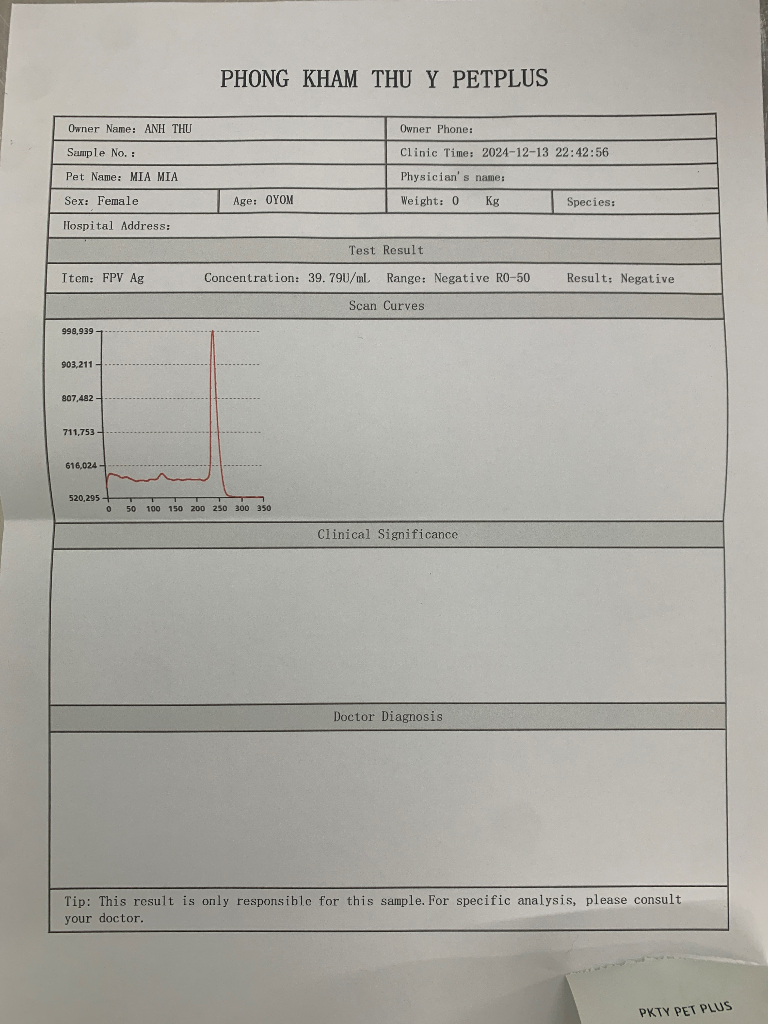 PHONG KHAM THU Y PETPLUS
Owner Name: ANH THU
Owner Phone:
Sample No.:
Clinic Time: 2024-12-13 22:42:56
Pet Name: MIA MIA
Physician's name:
Sex: Female
Age: 0Y0M
Weight: 0 Kg
Species:
Hospital Address:
Test Result
Item: FPV Ag Concentration: 39.79U/mL Range: Negative R0-50 Result: Negative
Scan Curves
998,939
903,211
807,482
711,753
616,024
520,295
0 50 100 150 200 250 300 350
Clinical Significance
Doctor Diagnosis
Tip: This result is only responsible for this sample.For specific analysis, please consult
your doctor.
PKTY PET PLUS